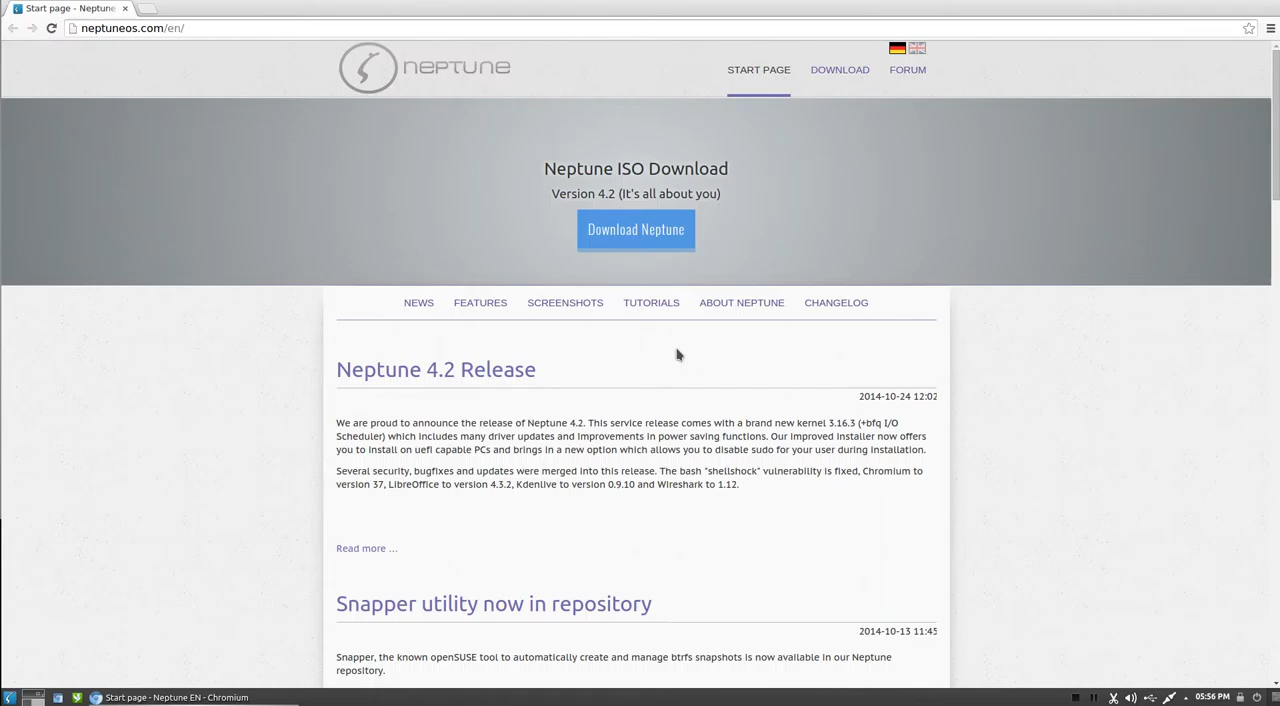 Start page - Neptune
neptuneos.com/en/
neptune
START PAGE
DOWNLOAD
FORUM
Neptune ISO Download
Version 4.2 (It's all about you)
Download Neptune
NEWS
FEATURES
SCREENSHOTS
TUTORIALS
ABOUT NEPTUNE
CHANGELOG
Neptune 4.2 Release
2014-10-24 12:02
We are proud to announce the release of Neptune 4.2. This service release comes with a brand new kernel 3.16.3 (+bfq I/O
Scheduler) which includes many driver updates and improvements in power saving functions. Our improved installer now offers
you to install on uefi capable PCs and brings in a new option which allows you to disable sudo for your user during installation.
Several security, bugfixes and updates were merged into this release. The bash "shellshock" vulnerability is fixed, Chromium to
version 37, LibreOffice to version 4.3.2, Kdenlive to version 0.9.10 and Wireshark to 1.12.
Read more ...
Snapper utility now in repository
2014-10-13 11:45
Snapper, the known openSUSE tool to automatically create and manage btrfs snapshots is now available in our Neptune
repository.
Start page - Neptune EN - Chromium
05:56 PM